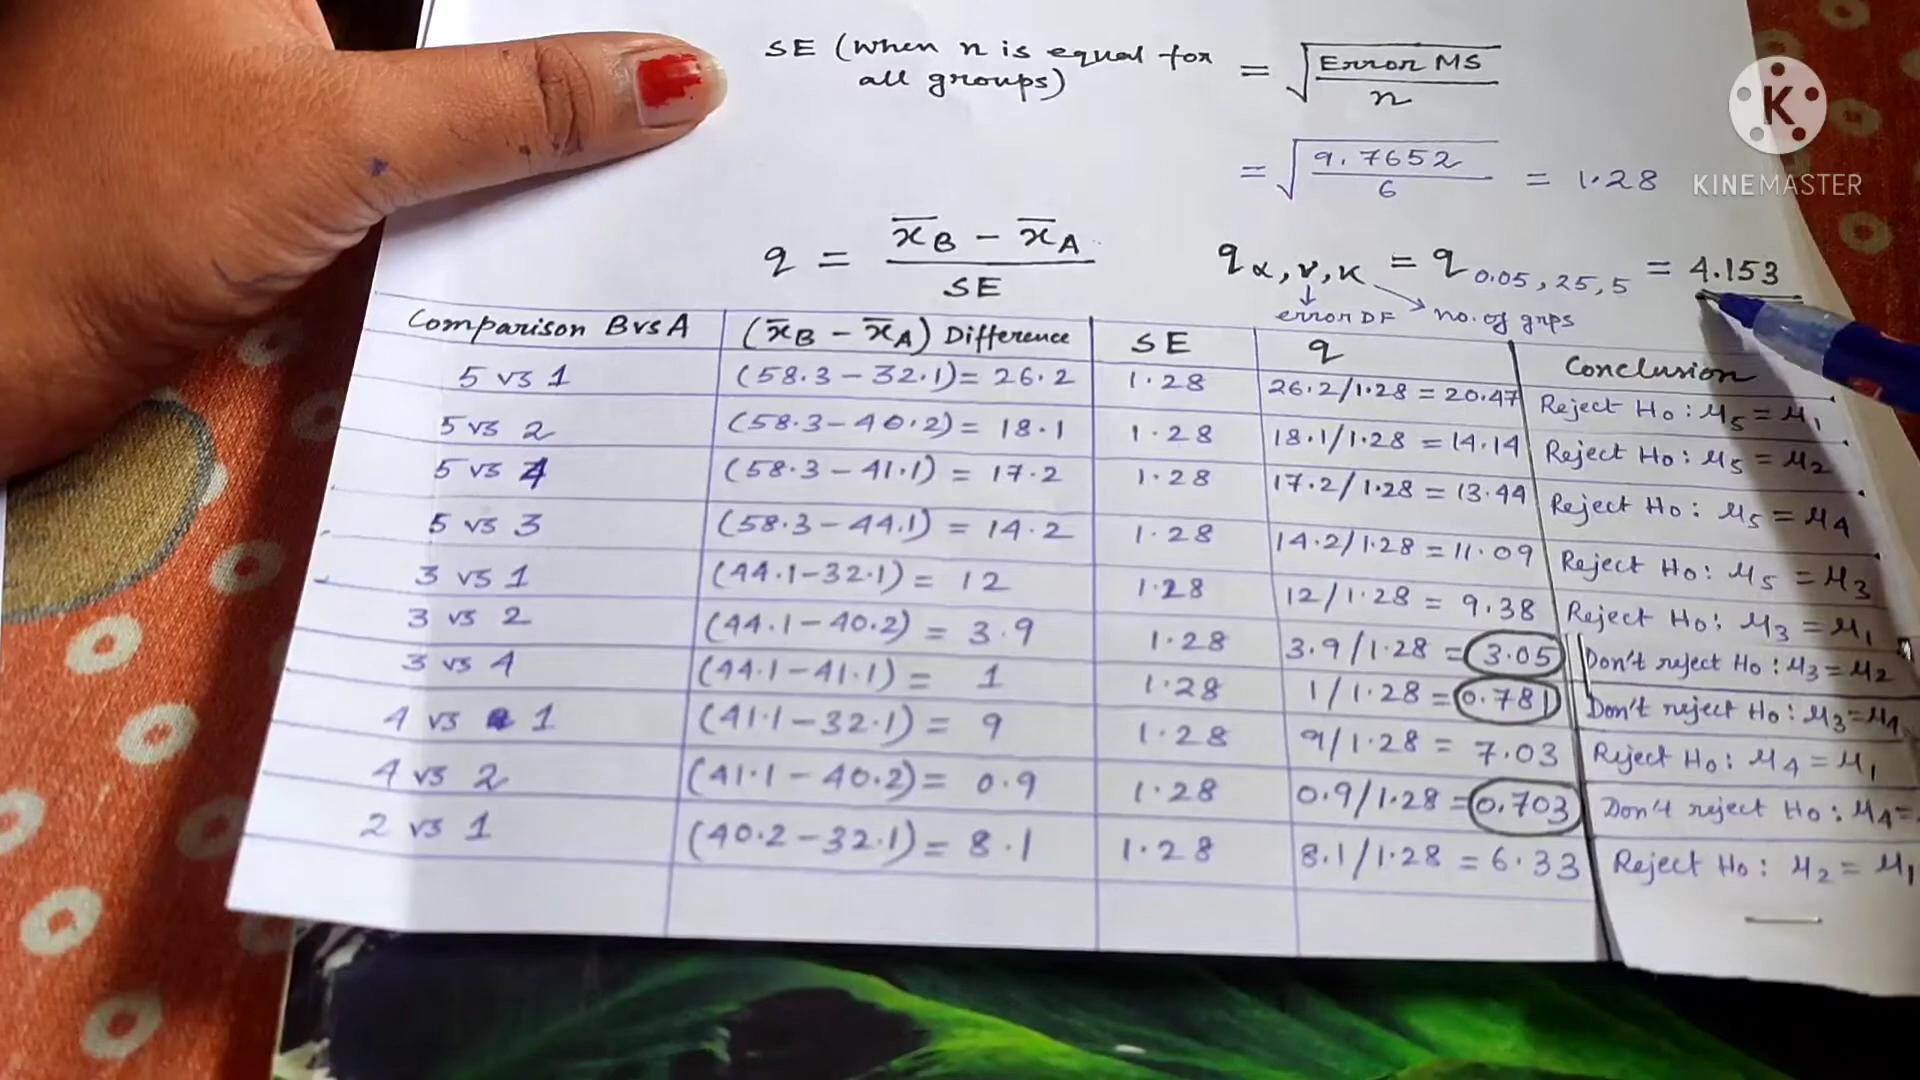 SE (When n is equal for all groups) = √ Error MS / n
= √ 9.7652 / 6 = 1.28
K
KINEMASTER
q = x̄B – x̄A / SE
qα,ν,K = q0.05, 25, 5 = 4.153
error DF no. of grps
Comparison B vs A (x̄B – x̄A) Difference SE q Conclusion
5 vs 1 (58.3 – 32.1) = 26.2 1.28 26.2/1.28 = 20.47 Reject Ho : μ5 = μ1
5 vs 2 (58.3 – 40.2) = 18.1 1.28 18.1/1.28 = 14.14 Reject Ho : μ5 = μ2
5 vs 4 (58.3 – 41.1) = 17.2 1.28 17.2/1.28 = 13.44 Reject Ho : μ5 = μ4
5 vs 3 (58.3 – 44.1) = 14.2 1.28 14.2/1.28 = 11.09 Reject Ho : μ5 = μ3
3 vs 1 (44.1 – 32.1) = 12 1.28 12/1.28 = 9.38 Reject Ho : μ3 = μ1
3 vs 2 (44.1 – 40.2) = 3.9 1.28 3.9/1.28 = 3.05 Don't reject Ho : μ3 = μ2
3 vs 4 (44.1 – 41.1) = 1 1.28 1/1.28 = 0.781 Don't reject Ho : μ3 = μ4
4 vs 1 (41.1 – 32.1) = 9 1.28 9/1.28 = 7.03 Reject Ho : μ4 = μ1
4 vs 2 (41.1 – 40.2) = 0.9 1.28 0.9/1.28 = 0.703 Don't reject Ho : μ4 =
2 vs 1 (40.2 – 32.1) = 8.1 1.28 8.1/1.28 = 6.33 Reject Ho : μ2 = μ1